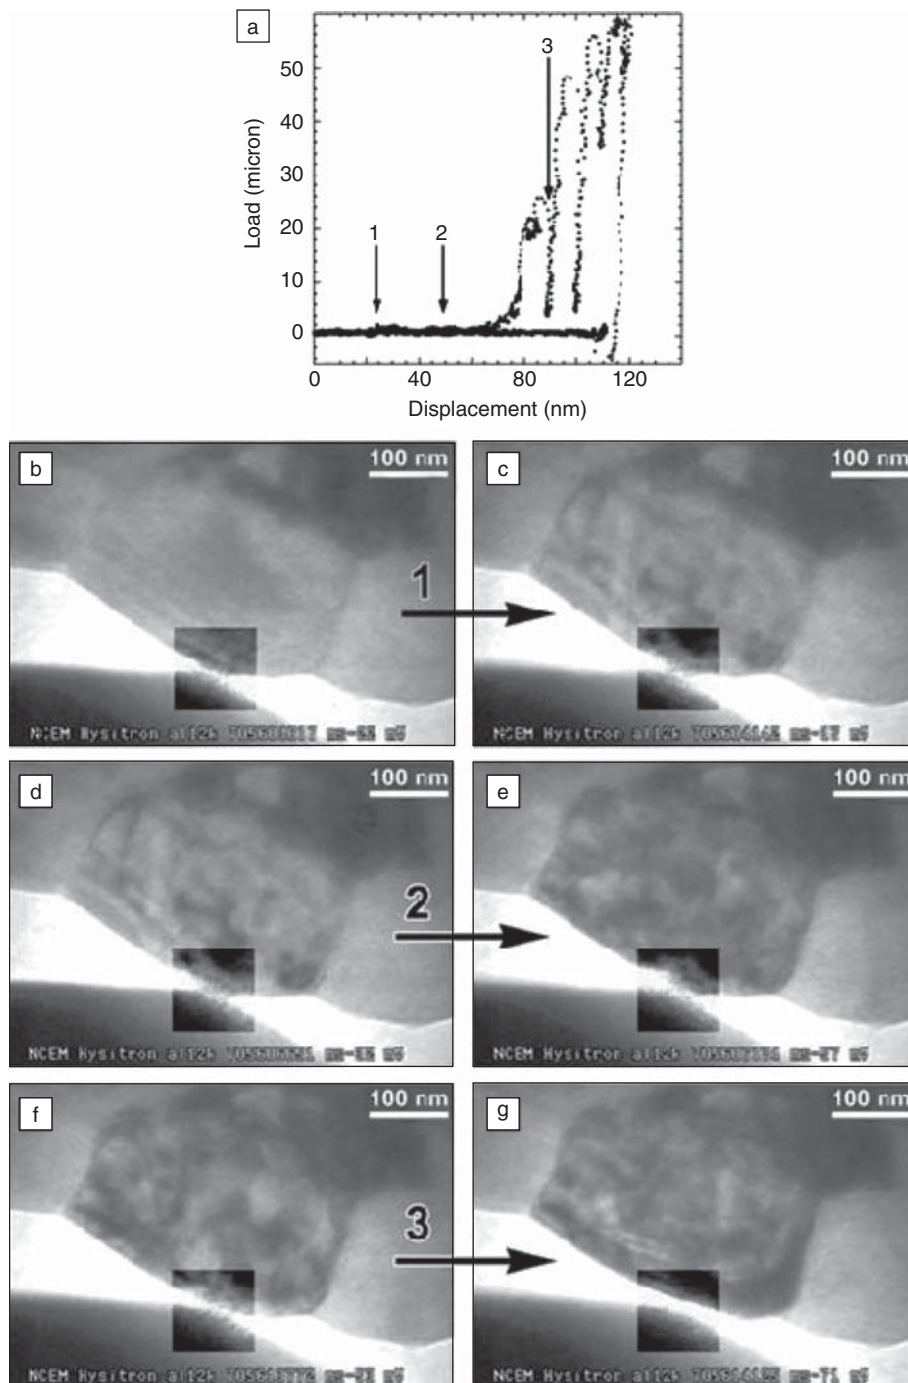 a
Load (micron)
50
40
30
20
10
0
1
2
3
0
40
80
120
Displacement (nm)
b
100 nm
1
c
100 nm
NCEM Hysitron
NCEM Hysitron
d
100 nm
2
e
100 nm
NCEM Hysitron
NCEM Hysitron
f
100 nm
3
g
100 nm
NCEM Hysitron
NCEM Hysitron